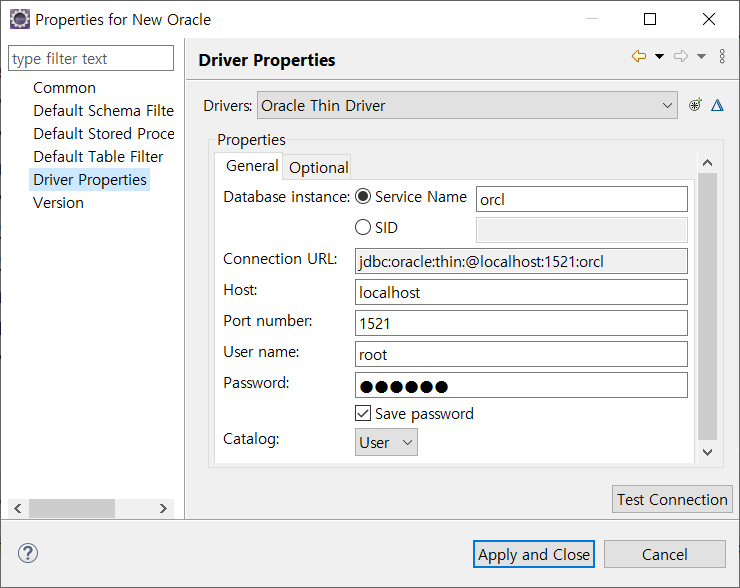 Properties for New Oracle
type filter text
Common
Default Schema Filte
Default Stored Proce
Default Table Filter
Driver Properties
Version
Driver Properties
Drivers: Oracle Thin Driver
Properties
General Optional
Database instance: Service Name orcl
SID
Connection URL: jdbc:oracle:thin:@localhost:1521:orcl
Host: localhost
Port number: 1521
User name: root
Password: ●●●●●●
Save password
Catalog: User
Test Connection
? Apply and Close Cancel